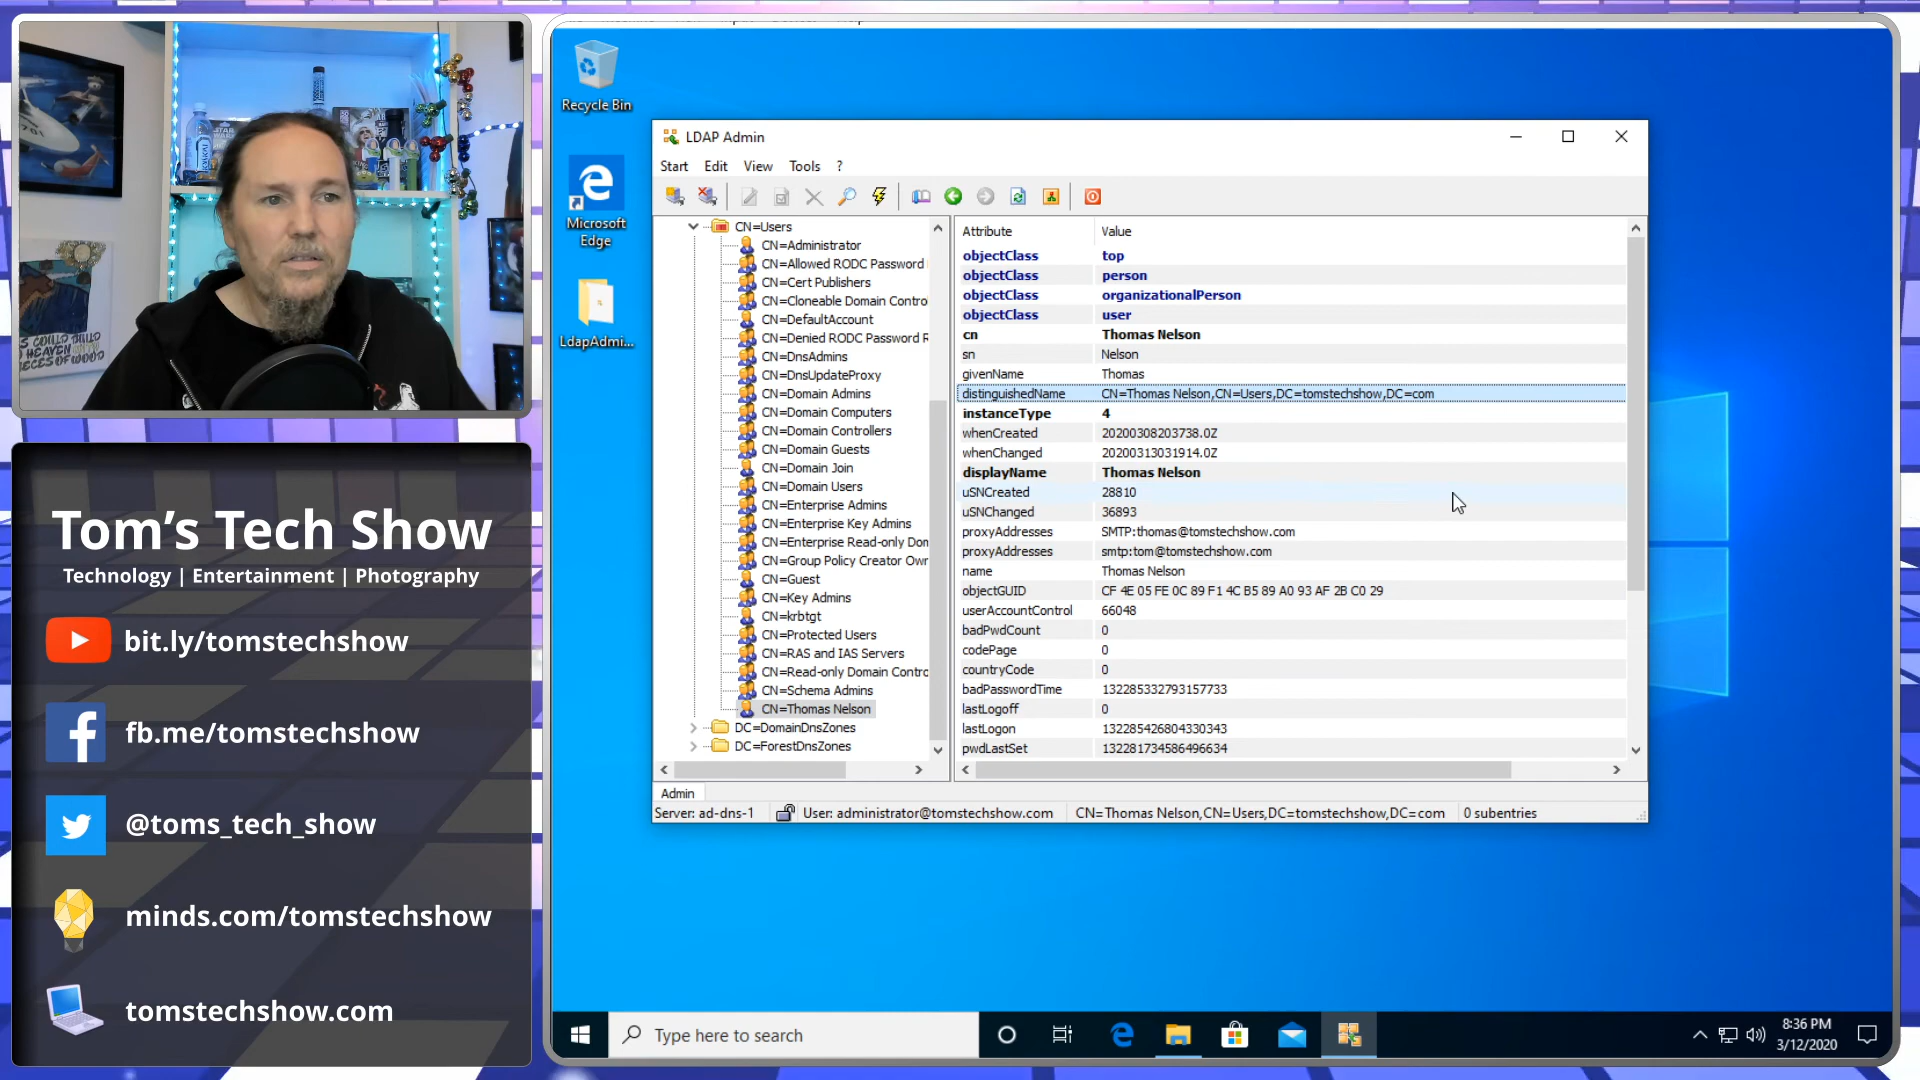 Tom's Tech Show
Technology | Entertainment | Photography
bit.ly/tomstechshow
fb.me/tomstechshow
@toms_tech_show
minds.com/tomstechshow
tomstechshow.com
Recycle Bin
Microsoft
Edge
LdapAdmi...
LDAP Admin
Start Edit View Tools ?
CN=Users
CN=Administrator
CN=Allowed RODC Password
CN=Cert Publishers
CN=Cloneable Domain Contro
CN=DefaultAccount
CN=Denied RODC Password R
CN=DnsAdmins
CN=DnsUpdateProxy
CN=Domain Admins
CN=Domain Computers
CN=Domain Controllers
CN=Domain Guests
CN=Domain Join
CN=Domain Users
CN=Enterprise Admins
CN=Enterprise Key Admins
CN=Enterprise Read-only Don
CN=Group Policy Creator Owr
CN=Guest
CN=Key Admins
CN=krbtgt
CN=Protected Users
CN=RAS and IAS Servers
CN=Read-only Domain Contro
CN=Schema Admins
CN=Thomas Nelson
DC=DomainDnsZones
DC=ForestDnsZones
Attribute Value
objectClass top
objectClass person
objectClass organizationalPerson
objectClass user
cn Thomas Nelson
sn Nelson
givenName Thomas
distinguishedName CN=Thomas Nelson,CN=Users,DC=tomstechshow,DC=com
instanceType 4
whenCreated 20200308203738.0Z
whenChanged 20200313031914.0Z
displayName Thomas Nelson
uSNCreated 28810
uSNChanged 36893
proxyAddresses SMTP:thomas@tomstechshow.com
proxyAddresses smtp:tom@tomstechshow.com
name Thomas Nelson
objectGUID CF 4E 05 FE 0C 89 F1 4C B5 89 A0 93 AF 2B C0 29
userAccountControl 66048
badPwdCount 0
codePage 0
countryCode 0
badPasswordTime 132285332793157733
lastLogoff 0
lastLogon 132285426804330343
pwdLastSet 132281734586496634
Admin
Server: ad-dns-1 User: administrator@tomstechshow.com CN=Thomas Nelson,CN=Users,DC=tomstechshow,DC=com 0 subentries
Type here to search
8:36 PM
3/12/2020